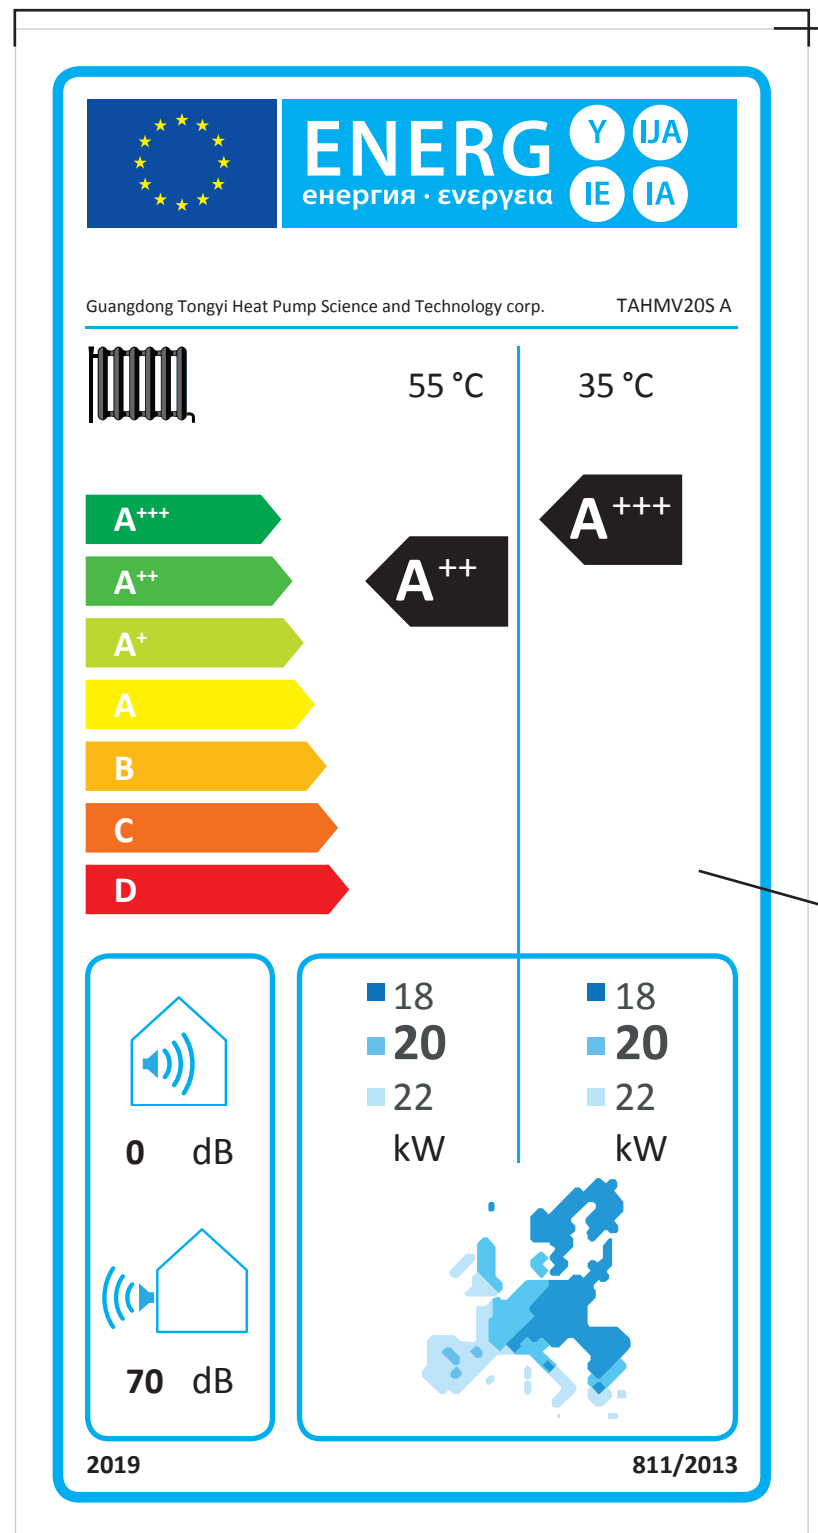 ENERG Y IJA
енергия · ενεργεια IE IA
Guangdong Tongyi Heat Pump Science and Technology corp. TAHMV20S A
55 °C 35 °C
A+++ A+++
A++ A++
A+
A
B
C
D
18 18
20 20
22 22
kW kW
0 dB
70 dB
2019 811/2013